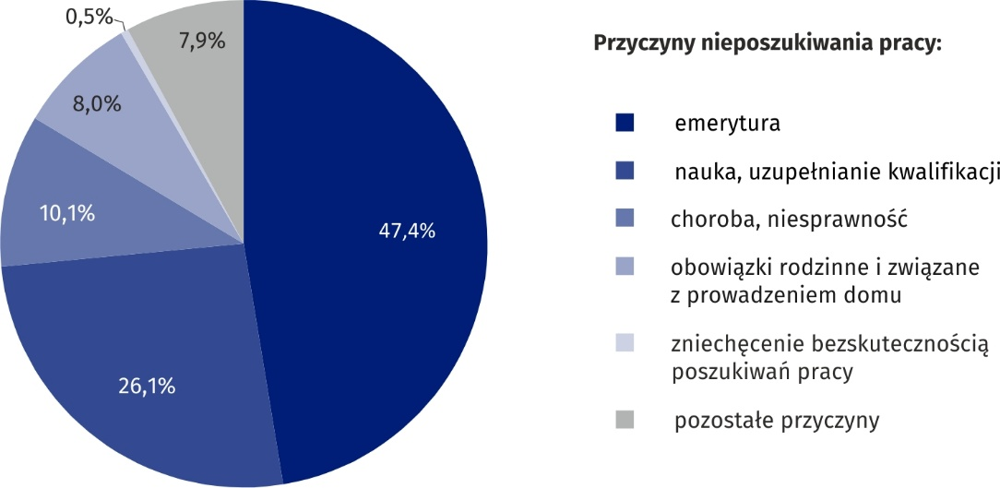 0,5%
7,9%
8,0%
10,1%
47,4%
26,1%
Przyczyny nieposzukiwania pracy:
emerytura
nauka, uzupełnianie kwalifikacji
choroba, niesprawność
obowiązki rodzinne i związane
z prowadzeniem domu
zniechęcenie bezskutecznością
poszukiwań pracy
pozostałe przyczyny